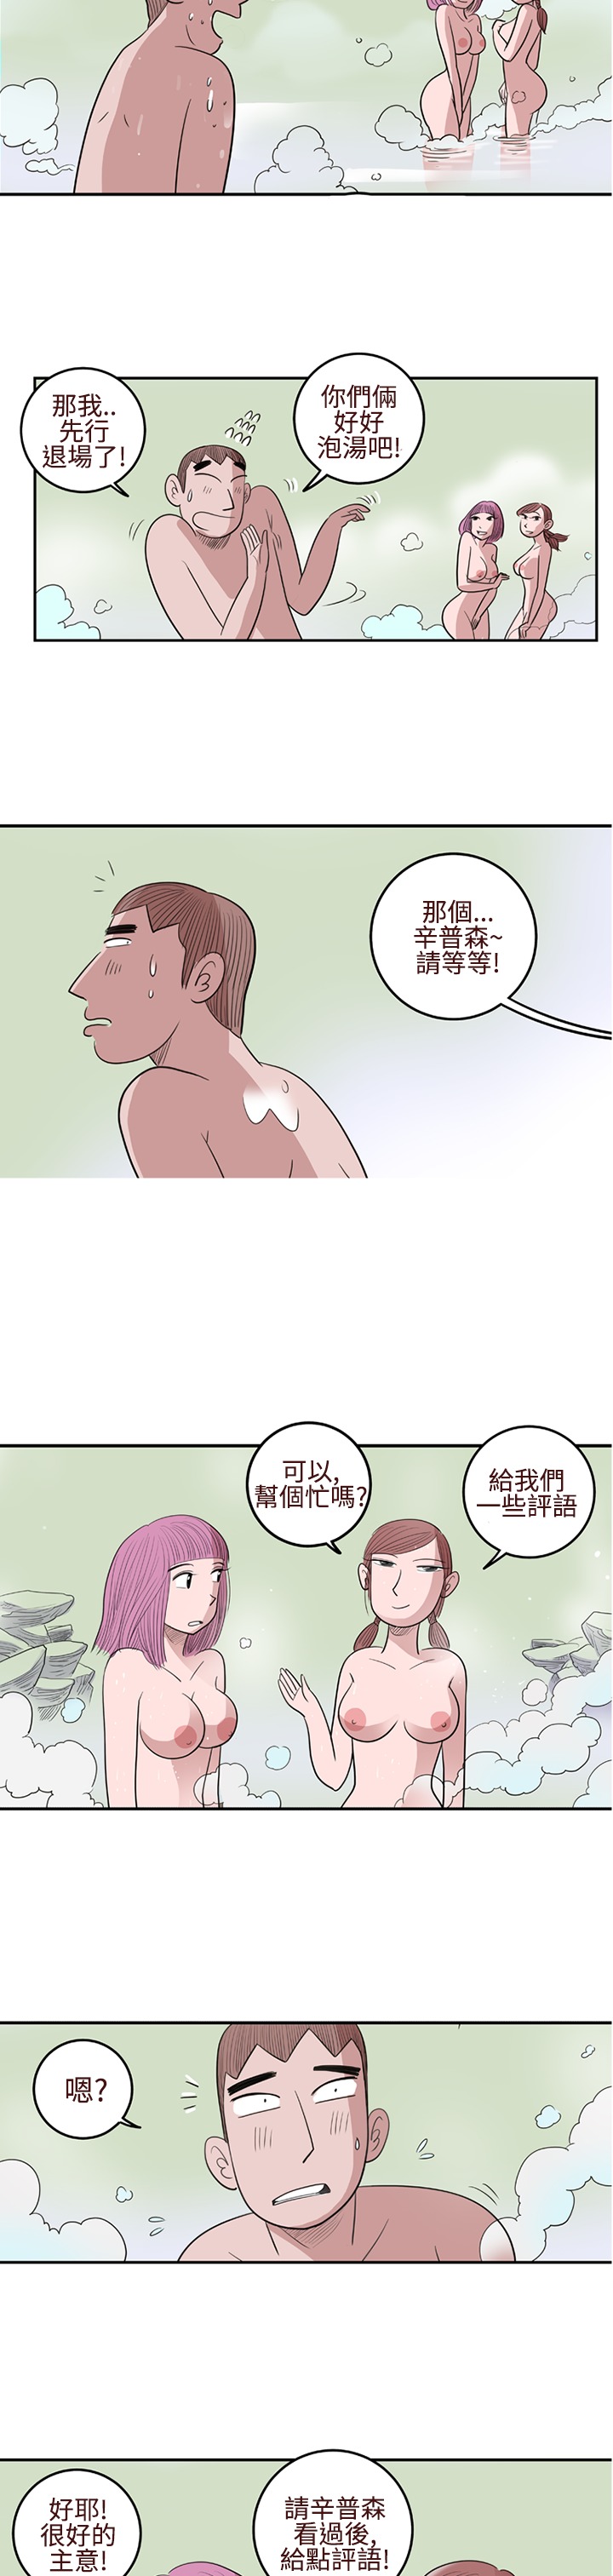 那我..
先行
退場了!
你們倆
好好
泡湯吧!
那個...
辛普森~
請等等!
可以,
幫個忙嗎?
給我們
一些評語
嗯?
好耶!
很好的
主意!
請辛普森
看過後,
給點評語!